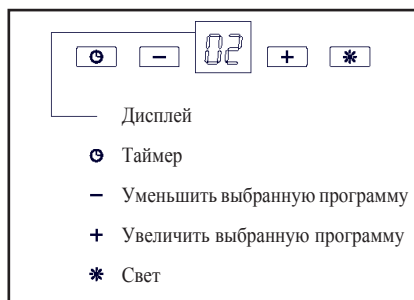 02
Дисплей
Таймер
– Уменьшить выбранную программу
+ Увеличить выбранную программу
Свет